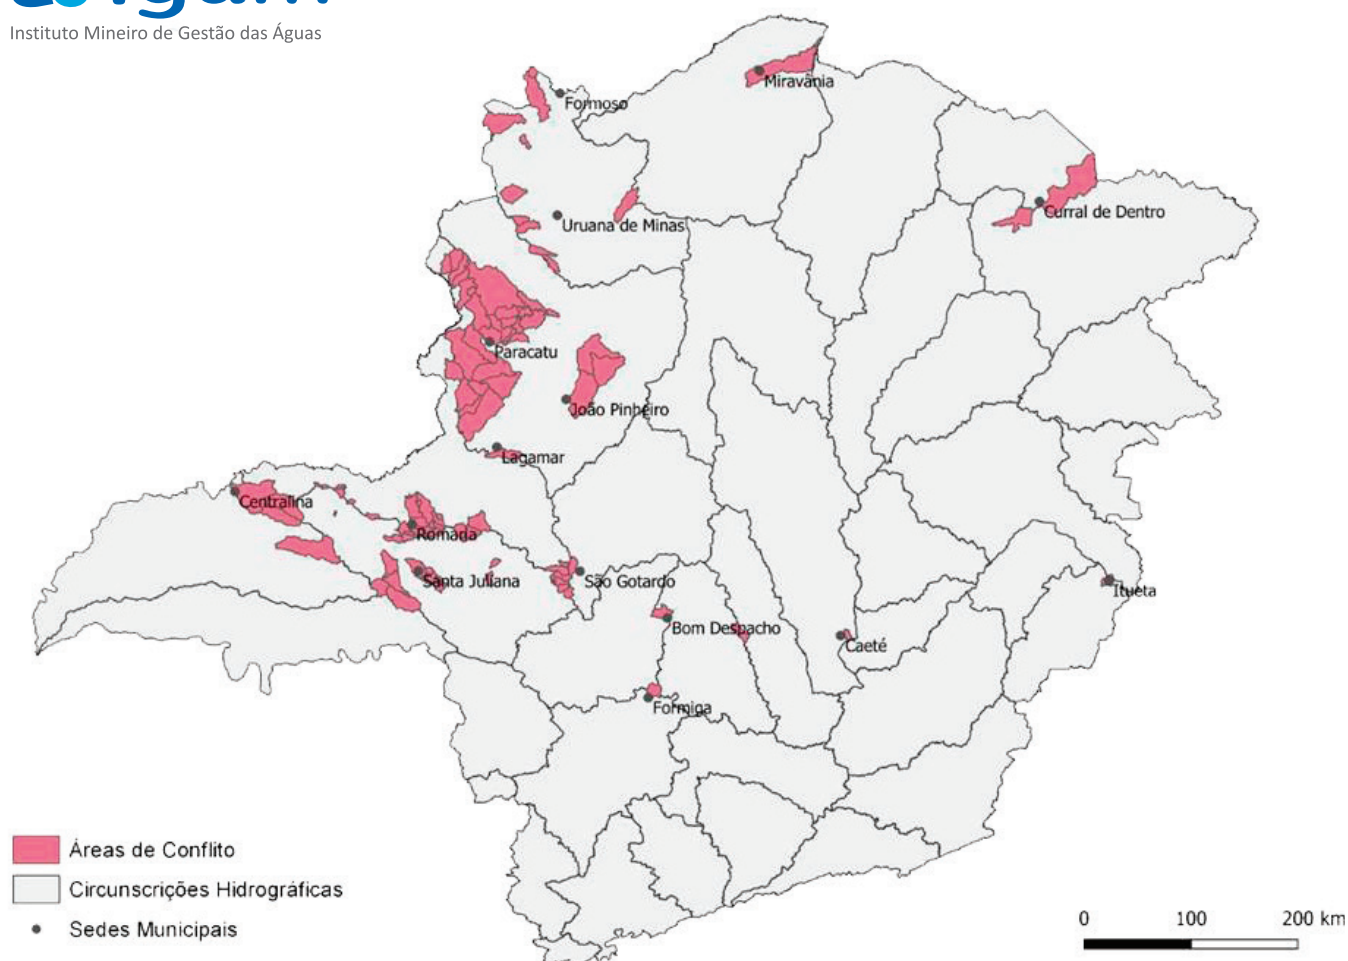 Instituto Mineiro de Gestão das Águas
Miravânia
Formoso
Curral de Dentro
Uruana de Minas
Paracatu
João Pinheiro
Lagamar
Centralina
Romaria
Santa Juliana
São Gotardo
Itueta
Bom Despacho
Caeté
Formiga
Áreas de Conflito
Circunscrições Hidrográficas
Sedes Municipais
0 100 200 km